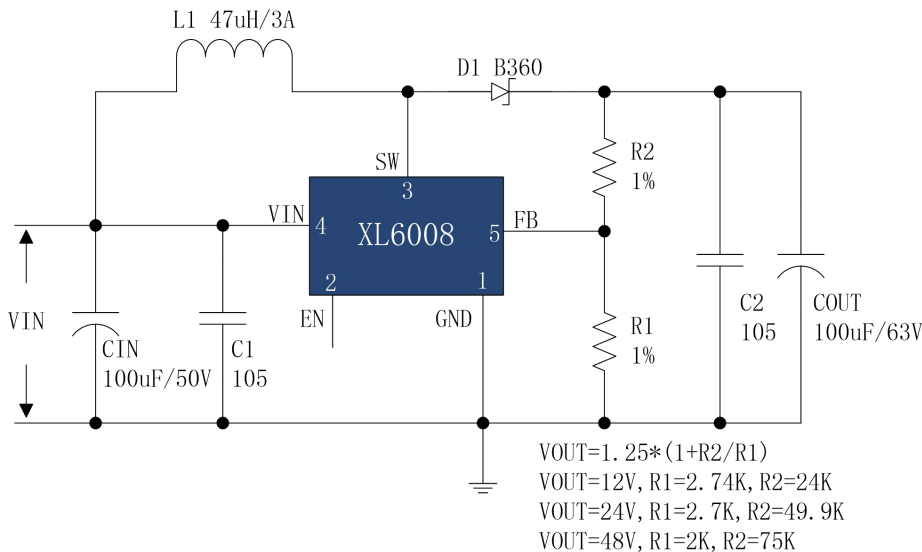 L1 47uH/3A
D1 B360
SW
3
R2
1%
VIN
4
XL6008
5
FB
2
1
EN
GND
VIN
CIN
100uF/50V
C1
105
R1
1%
C2
105
COUT
100uF/63V
VOUT=1.25*(1+R2/R1)
VOUT=12V,R1=2.74K,R2=24K
VOUT=24V,R1=2.7K,R2=49.9K
VOUT=48V,R1=2K,R2=75K